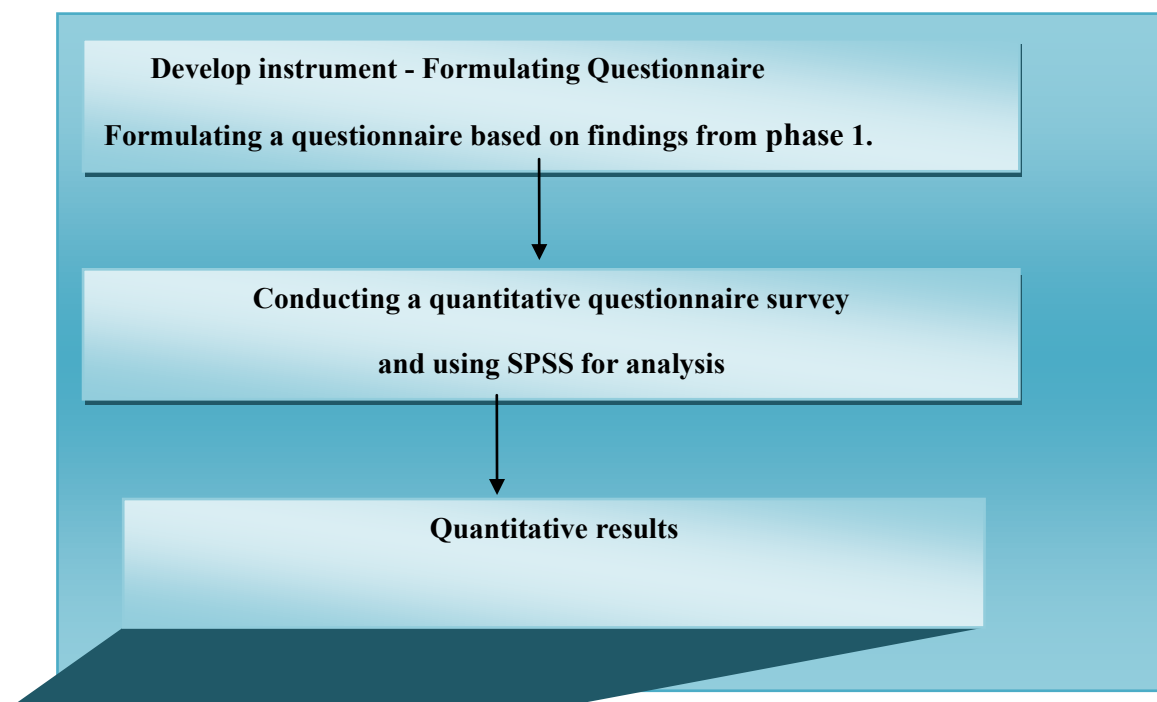 Develop instrument - Formulating Questionnaire
Formulating a questionnaire based on findings from phase 1.
Conducting a quantitative questionnaire survey
and using SPSS for analysis
Quantitative results